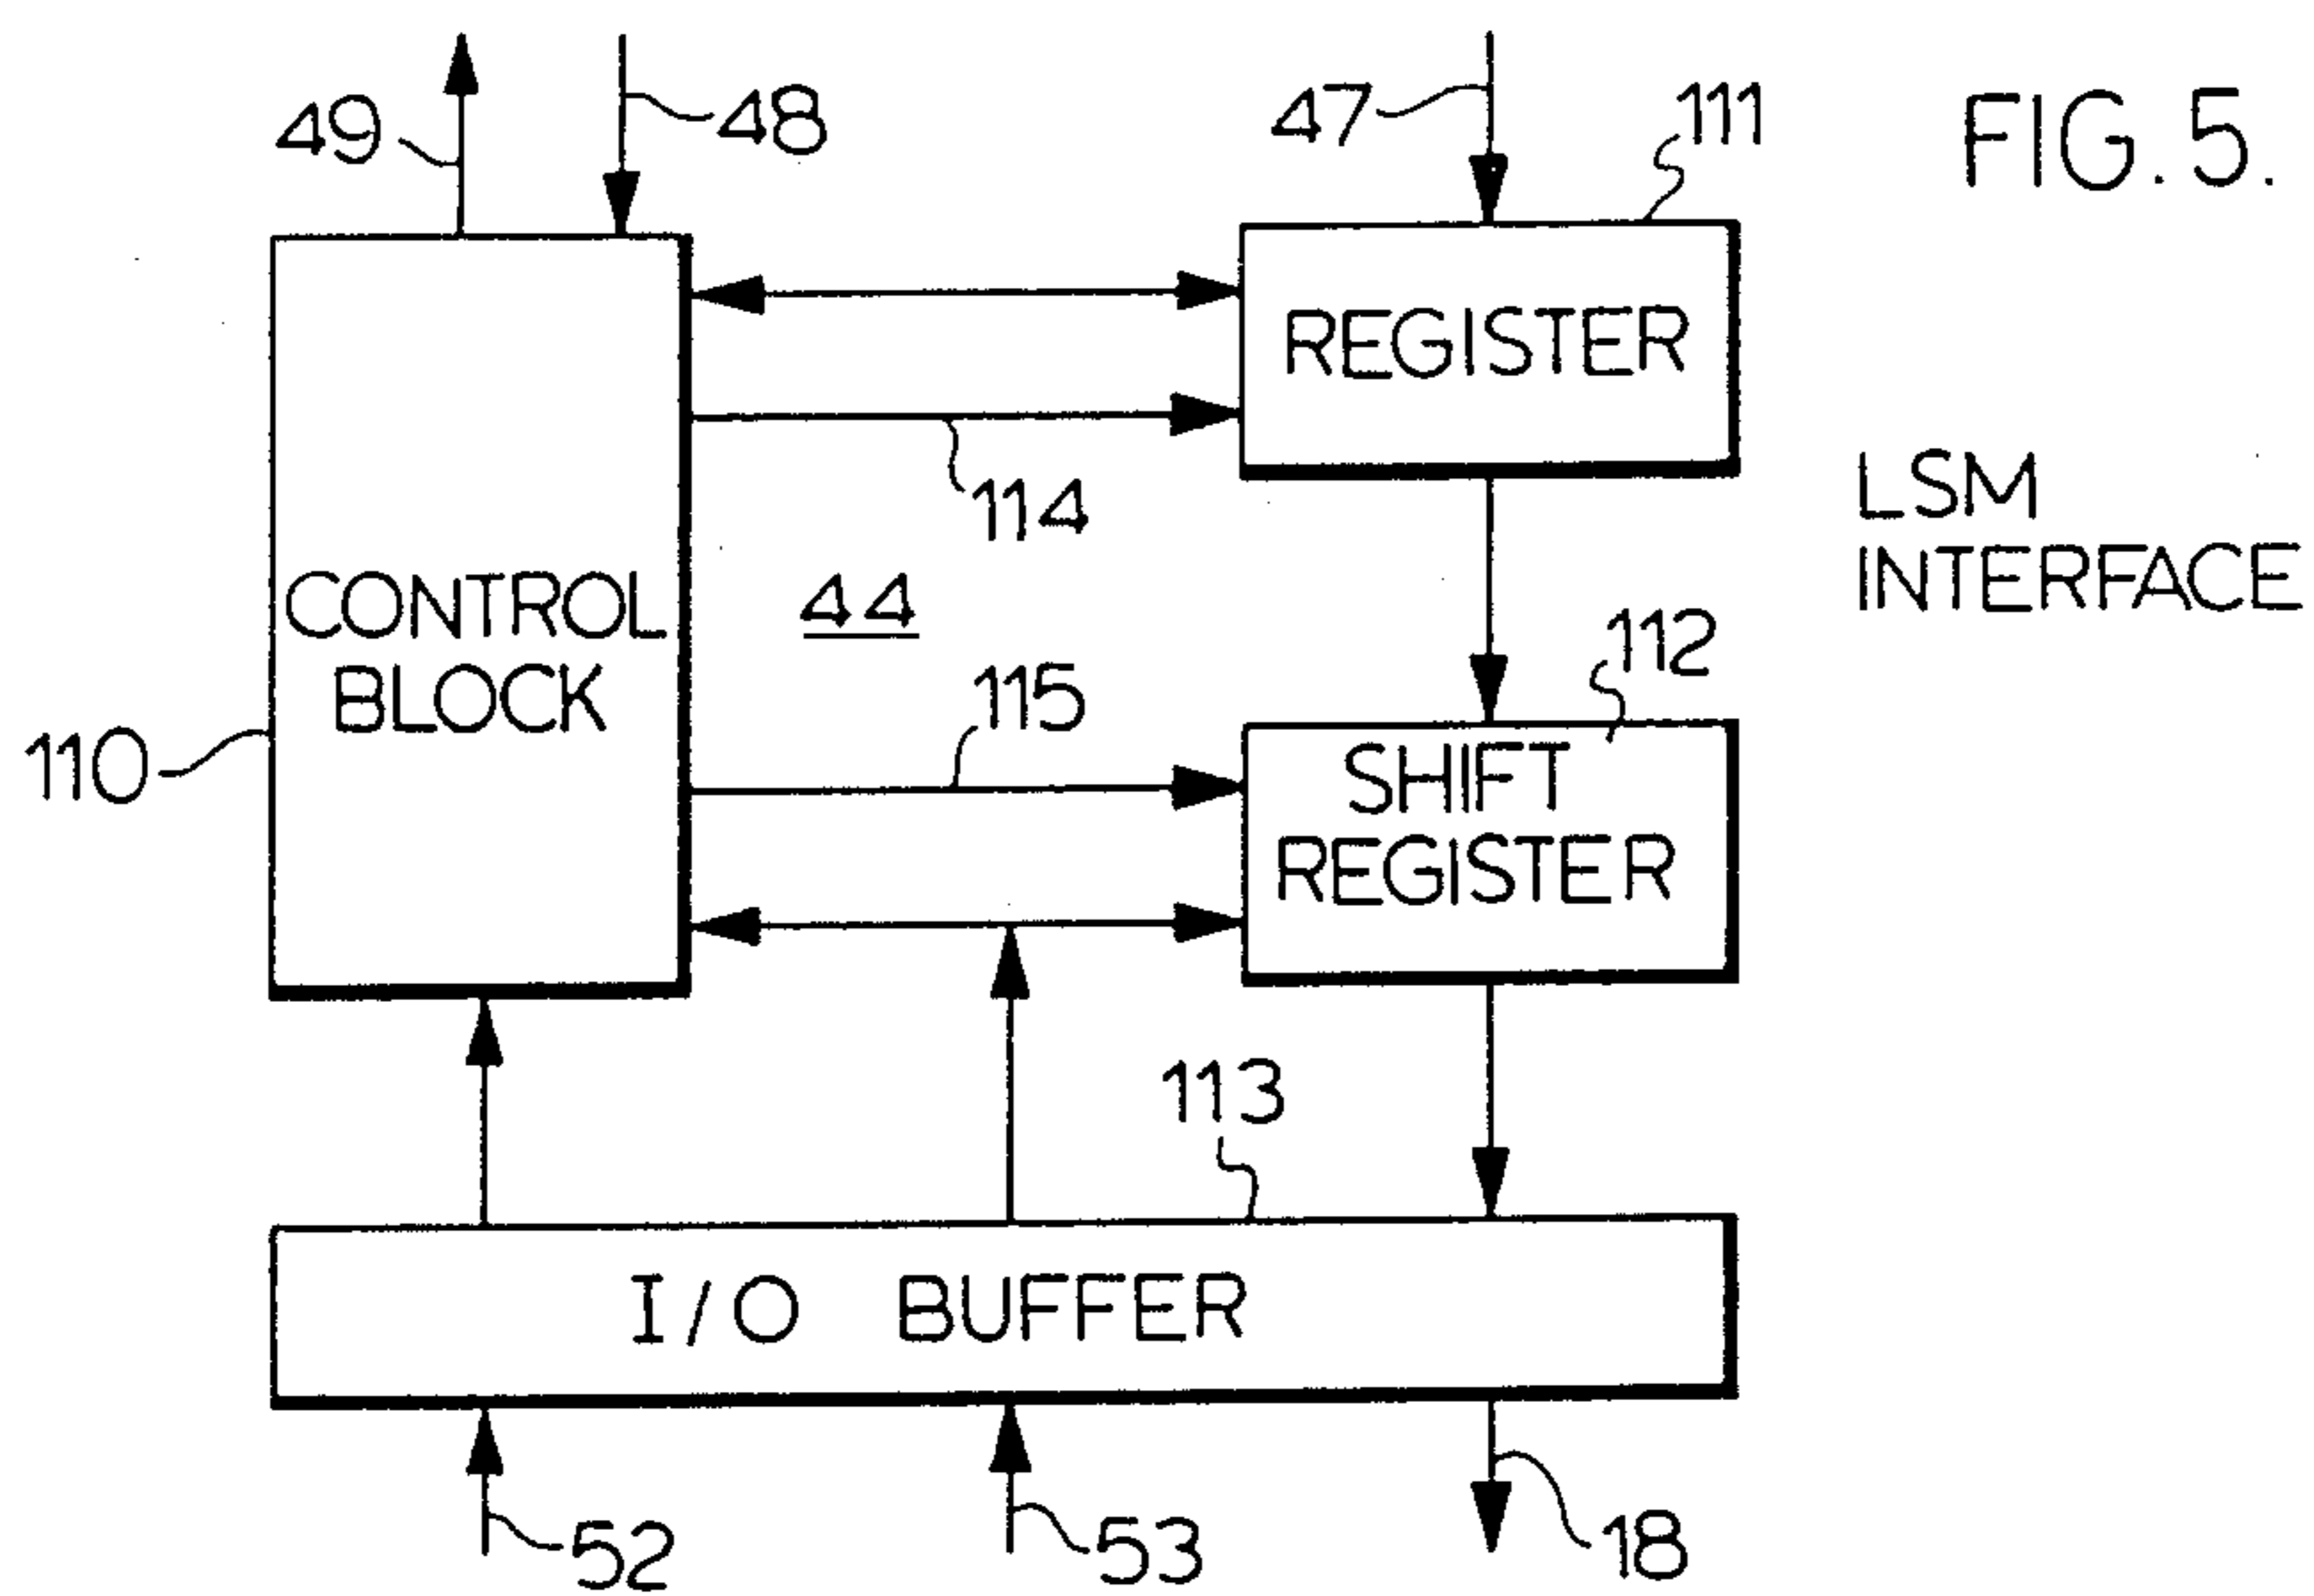 49
48
47
111
FIG. 5.
REGISTER
114
LSM
INTERFACE
44
CONTROL
BLOCK
112
115
110
SHIFT
REGISTER
113
I/O BUFFER
52
53
18